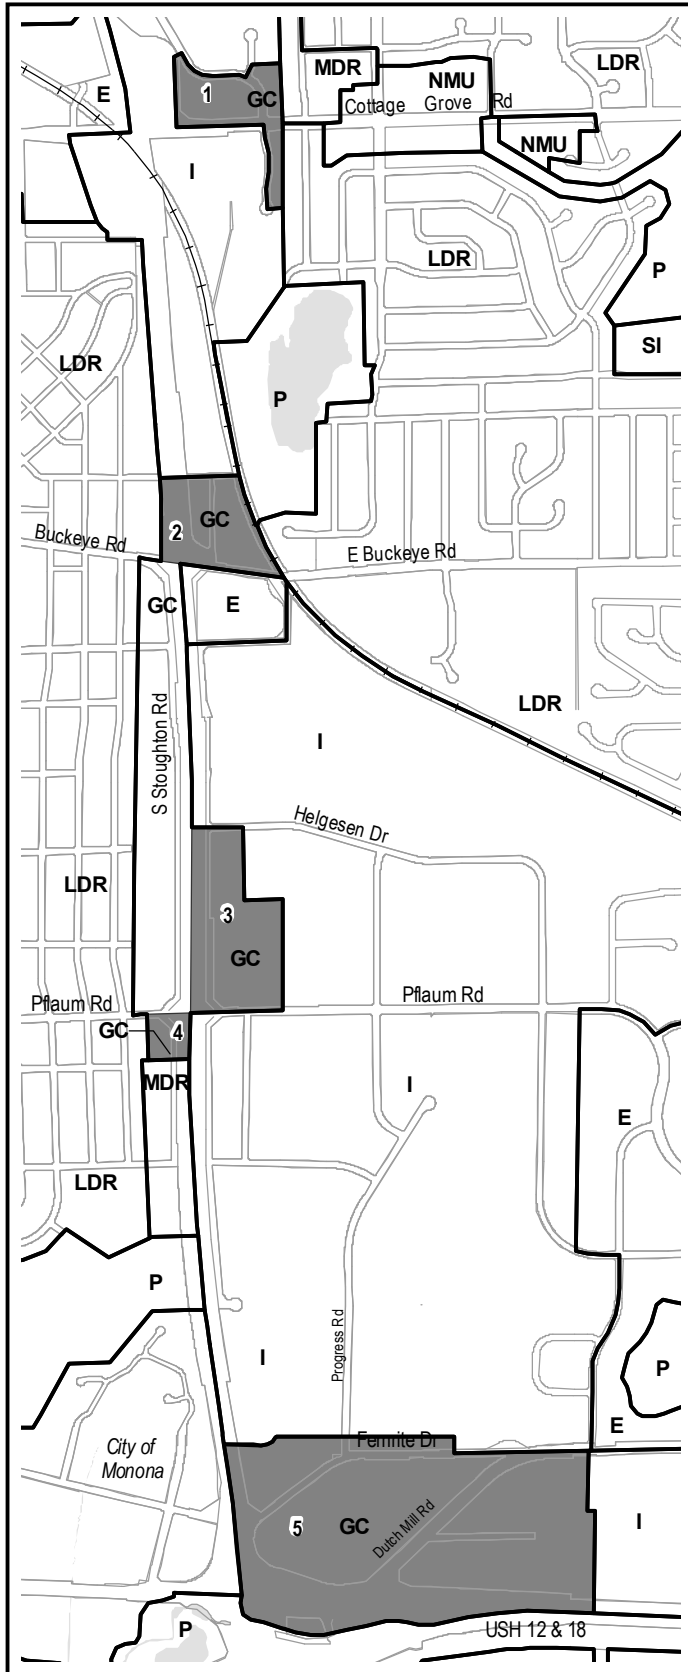 MDR
NMU
LDR
E
1
GC
Cottage Grove Rd
NMU
I
LDR
P
SI
LDR
P
2
GC
Buckeye Rd
E Buckeye Rd
GC
E
LDR
S Stoughton Rd
I
Helgesen Dr
LDR
3
GC
Pflaum Rd
Pflaum Rd
GC
4
MDR
I
E
LDR
P
Progress Rd
I
P
E
City of
Monona
Femrite Dr
5
GC
Dutch Mill Rd
I
P
USH 12 & 18